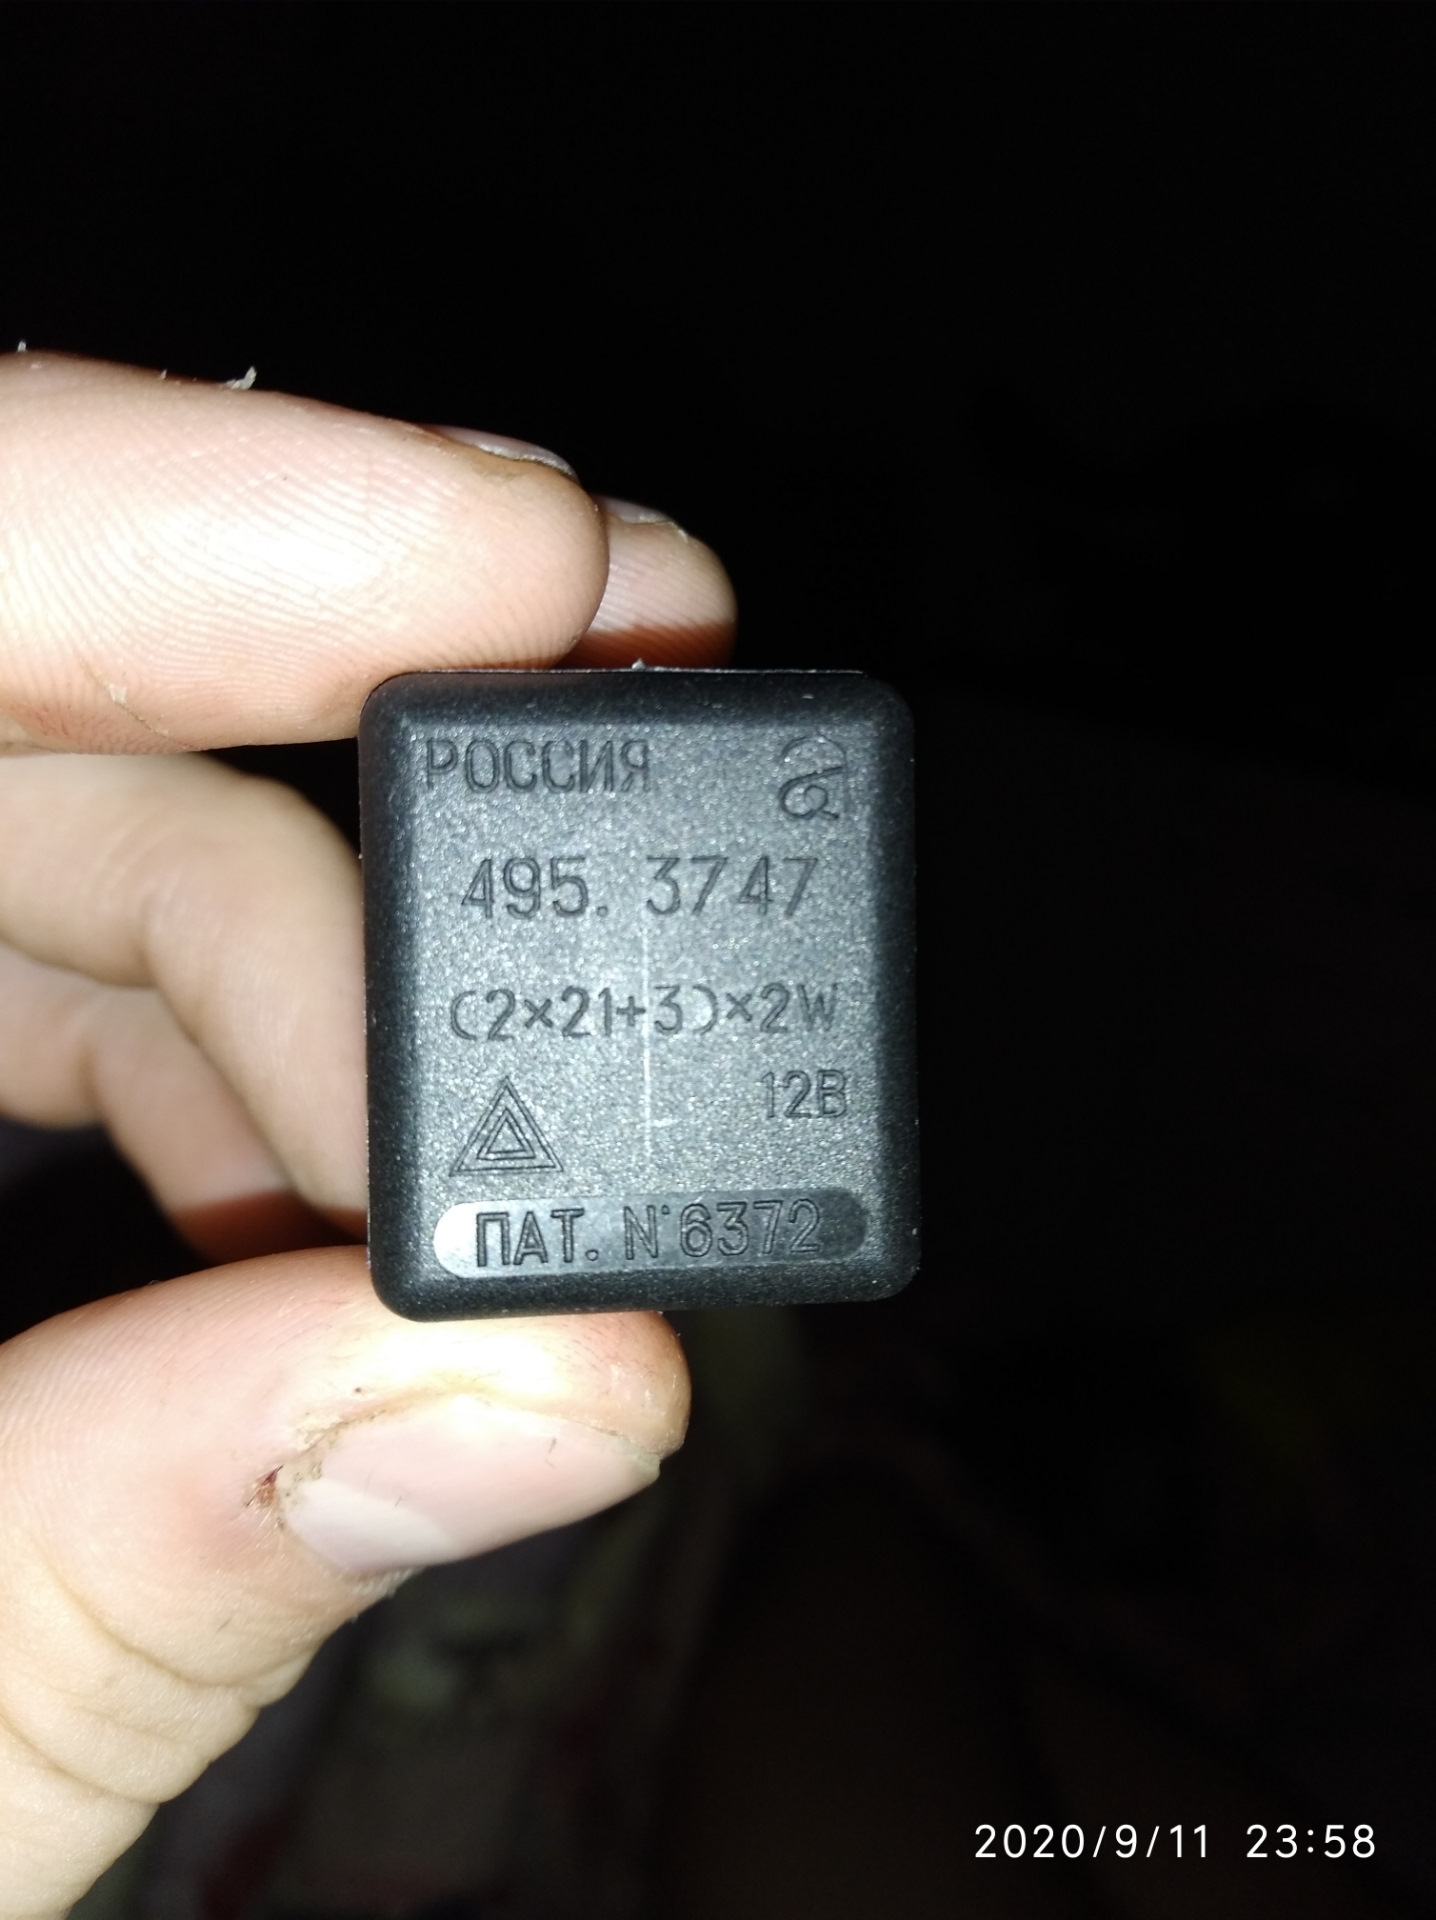 РОССИЯ
495. 3747
(2×21+3)×2W
12В
ПАТ. N°6372
2020/9/11 23:58